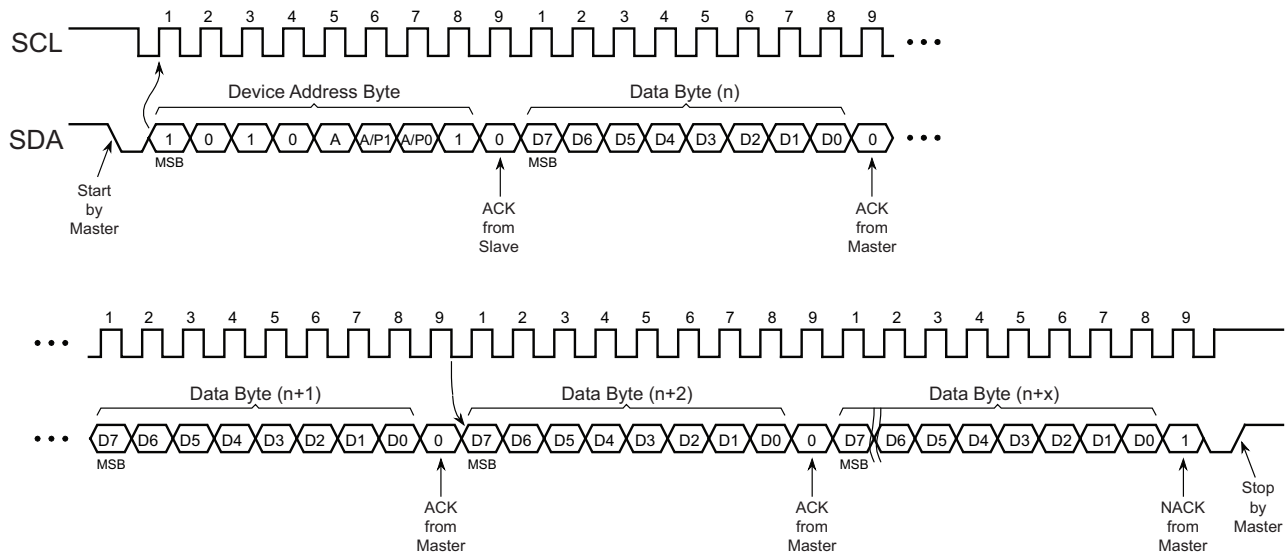 1 2 3 4 5 6 7 8 9 1 2 3 4 5 6 7 8 9
SCL
•••
Device Address Byte
Data Byte (n)
SDA
1 0 1 0 A A/P1 A/P0 1 0 D7 D6 D5 D4 D3 D2 D1 D0 0
•••
MSB
MSB
Start
by
Master
ACK
from
Slave
ACK
from
Master
1 2 3 4 5 6 7 8 9 1 2 3 4 5 6 7 8 9 1 2 3 4 5 6 7 8 9
•••
Data Byte (n+1)
Data Byte (n+2)
Data Byte (n+x)
•••
D7 D6 D5 D4 D3 D2 D1 D0 0 D7 D6 D5 D4 D3 D2 D1 D0 0 D7 D6 D5 D4 D3 D2 D1 D0 1
MSB
MSB
MSB
ACK
from
Master
ACK
from
Master
NACK
from
Master
Stop
by
Master